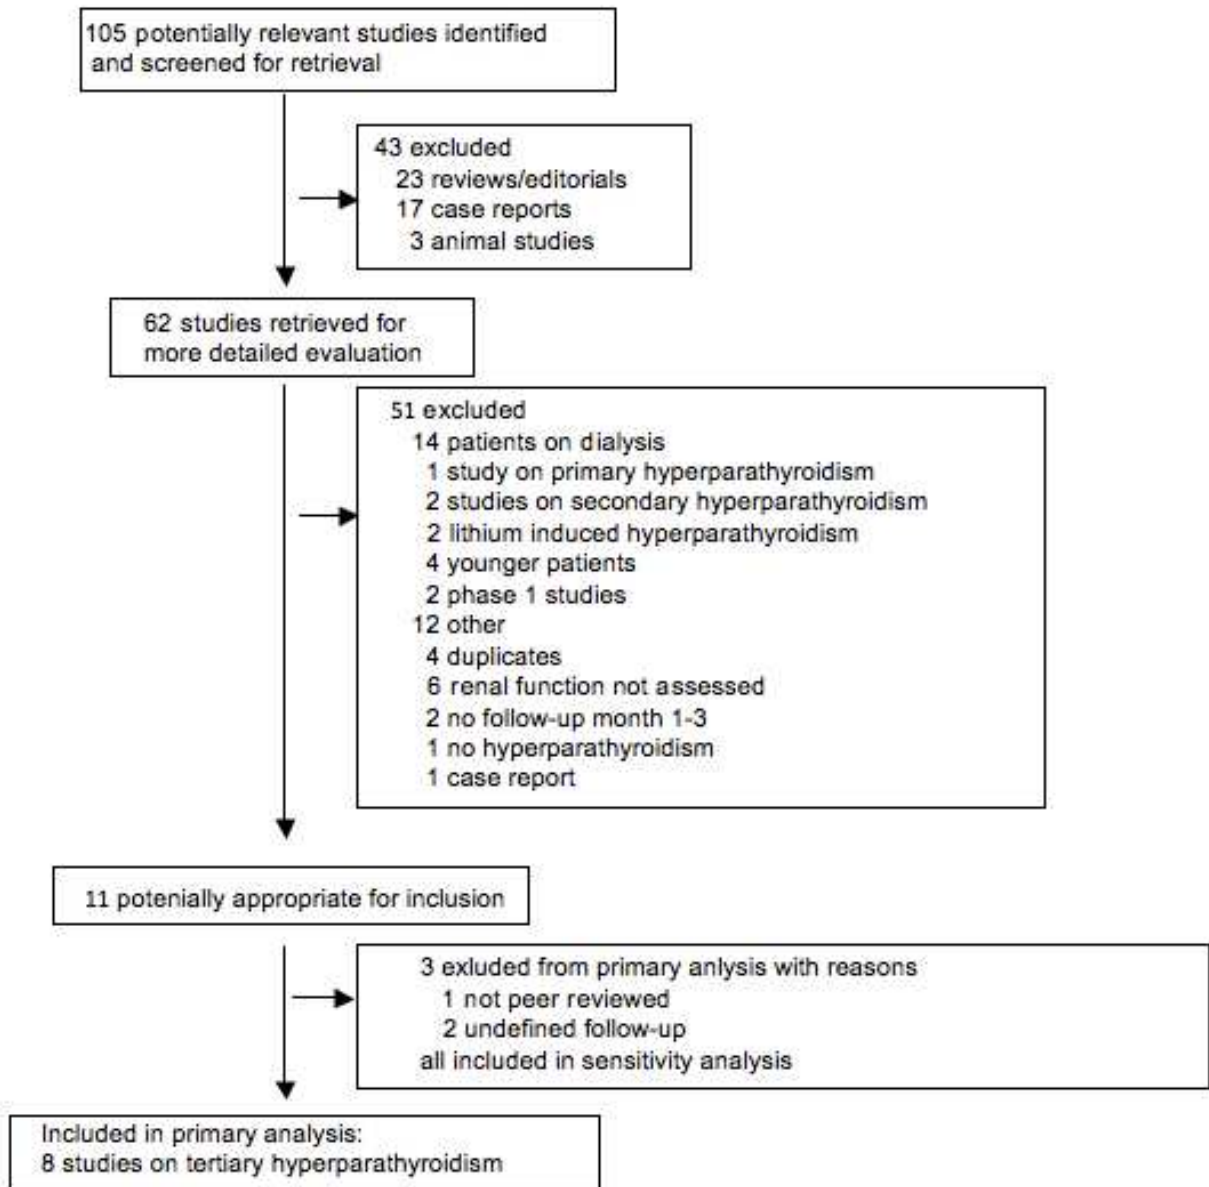 105 potentially relevant studies identified
and screened for retrieval
43 excluded
23 reviews/editorials
17 case reports
3 animal studies
62 studies retrieved for
more detailed evaluation
51 excluded
14 patients on dialysis
1 study on primary hyperparathyroidism
2 studies on secondary hyperparathyroidism
2 lithium induced hyperparathyroidism
4 younger patients
2 phase 1 studies
12 other
4 duplicates
6 renal function not assessed
2 no follow-up month 1-3
1 no hyperparathyroidism
1 case report
11 potenially appropriate for inclusion
3 exluded from primary anlysis with reasons
1 not peer reviewed
2 undefined follow-up
all included in sensitivity analysis
Included in primary analysis:
8 studies on tertiary hyperparathyroidism